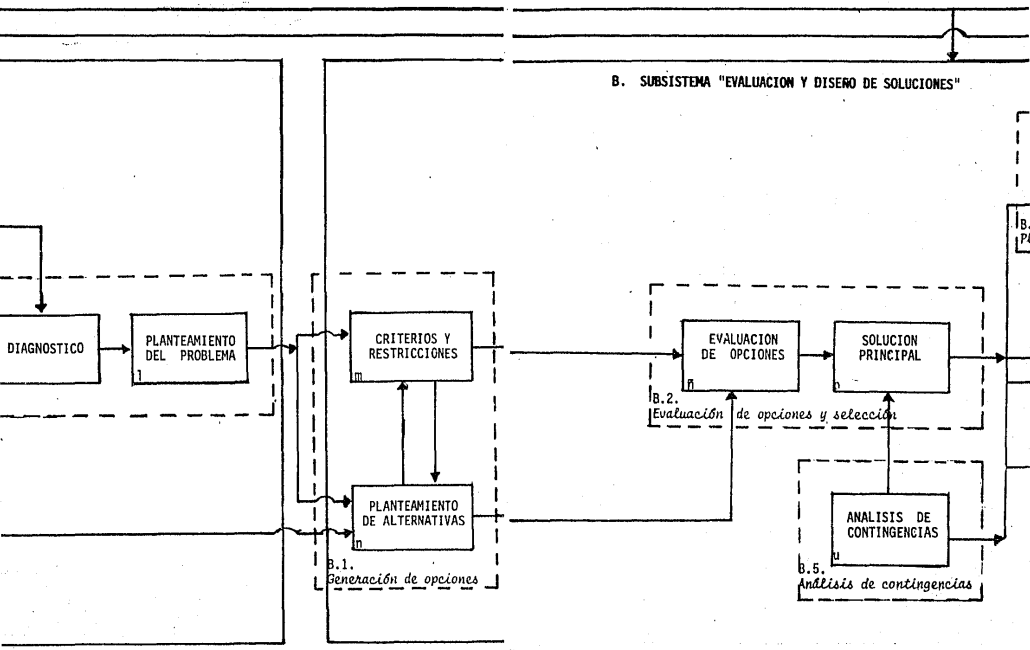 B. SUBSISTEMA "EVALUACION Y DISEÑO DE SOLUCIONES"
B.
DIAGNOSTICO
PLANTEAMIENTO
DEL PROBLEMA
l
CRITERIOS Y
RESTRICCIONES
m
PLANTEAMIENTO
DE ALTERNATIVAS
n
B.1.
Generación de opciones
EVALUACION
DE OPCIONES
ñ
SOLUCION
PRINCIPAL
B.2.
Evaluación de opciones y selección
ANALISIS DE
CONTINGENCIAS
u
B.5.
Análisis de contingencias